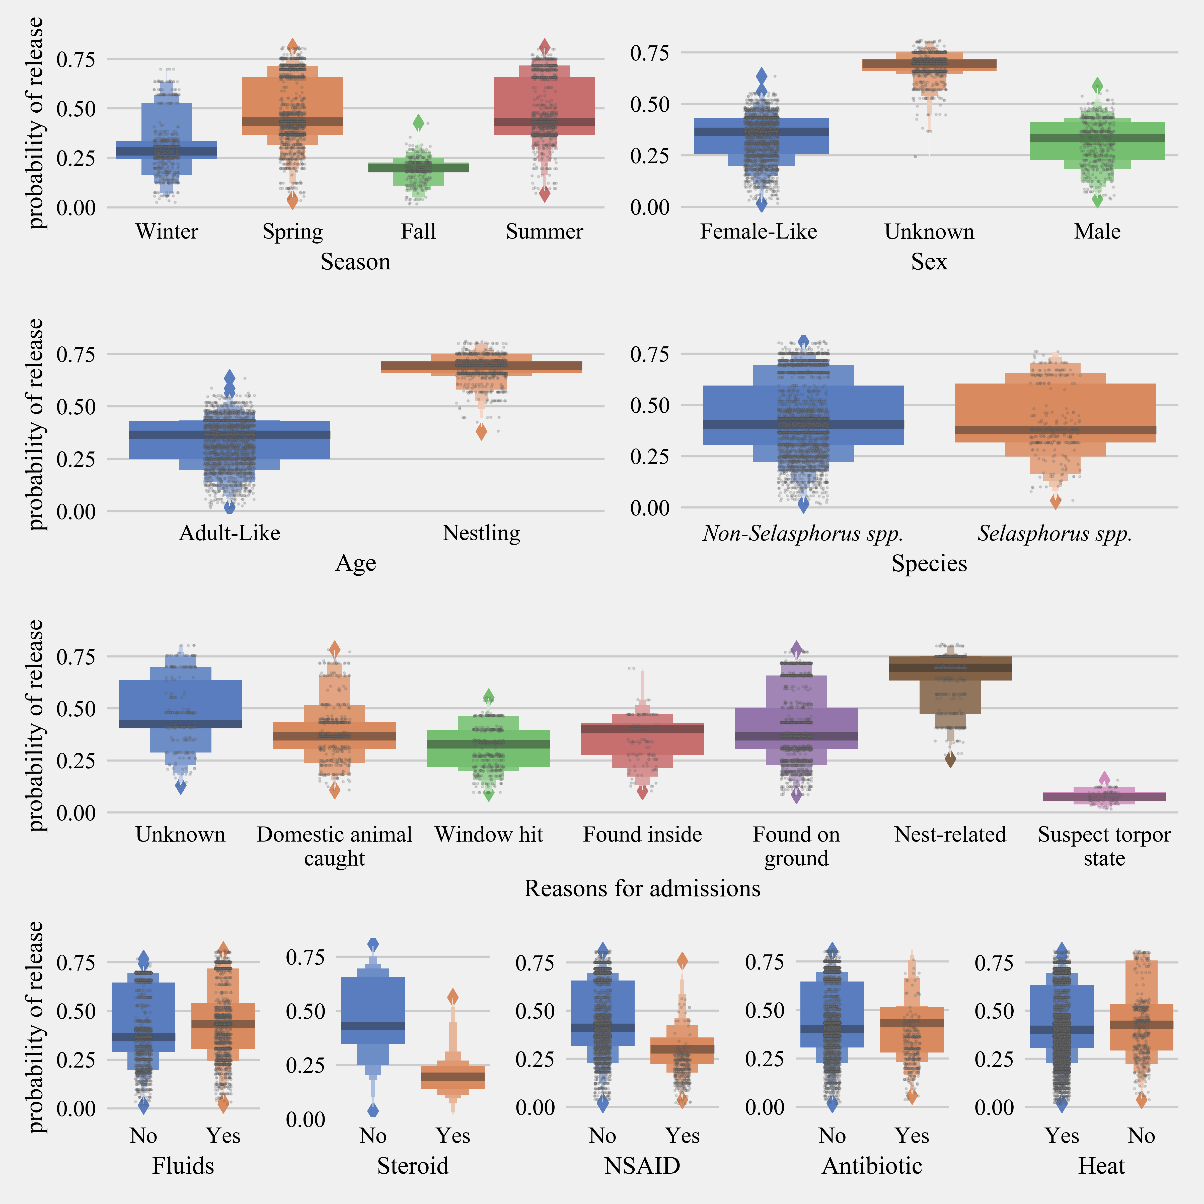 probability of release
0.75
0.50
0.25
0.00
Winter Spring Fall Summer
Season
0.75
0.50
0.25
0.00
Female-Like Unknown Male
Sex
probability of release
0.75
0.50
0.25
0.00
Adult-Like Nestling
Age
0.75
0.50
0.25
0.00
Non-Selasphorus spp. Selasphorus spp.
Species
probability of release
0.75
0.50
0.25
0.00
Unknown Domestic animal Window hit Found inside Found on Nest-related Suspect torpor
caught ground state
Reasons for admissions
probability of release
0.75
0.50
0.25
0.00
No Yes
Fluids
0.75
0.50
0.25
0.00
No Yes
Steroid
0.75
0.50
0.25
0.00
No Yes
NSAID
0.75
0.50
0.25
0.00
No Yes
Antibiotic
0.75
0.50
0.25
0.00
Yes No
Heat